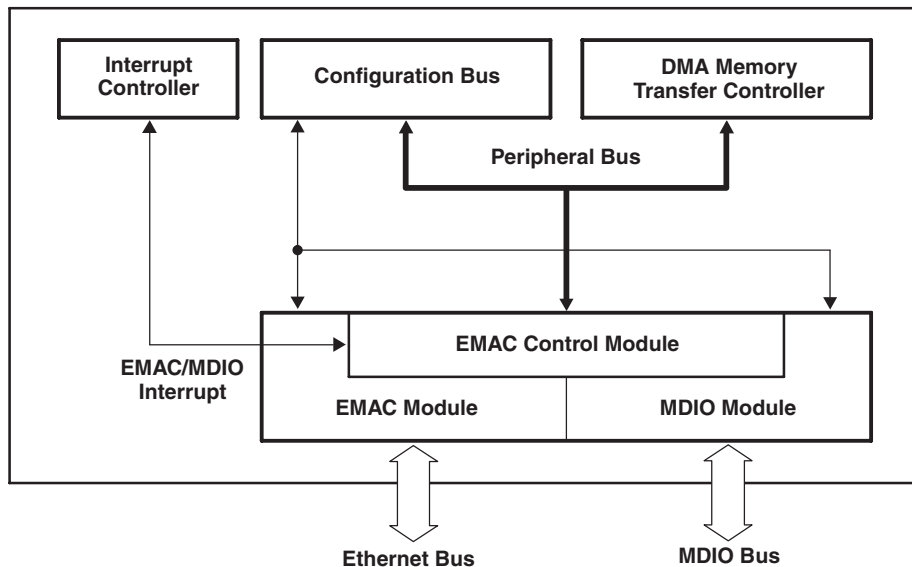 Interrupt
Controller
Configuration Bus
DMA Memory
Transfer Controller
Peripheral Bus
EMAC Control Module
EMAC/MDIO
Interrupt
EMAC Module
MDIO Module
Ethernet Bus
MDIO Bus